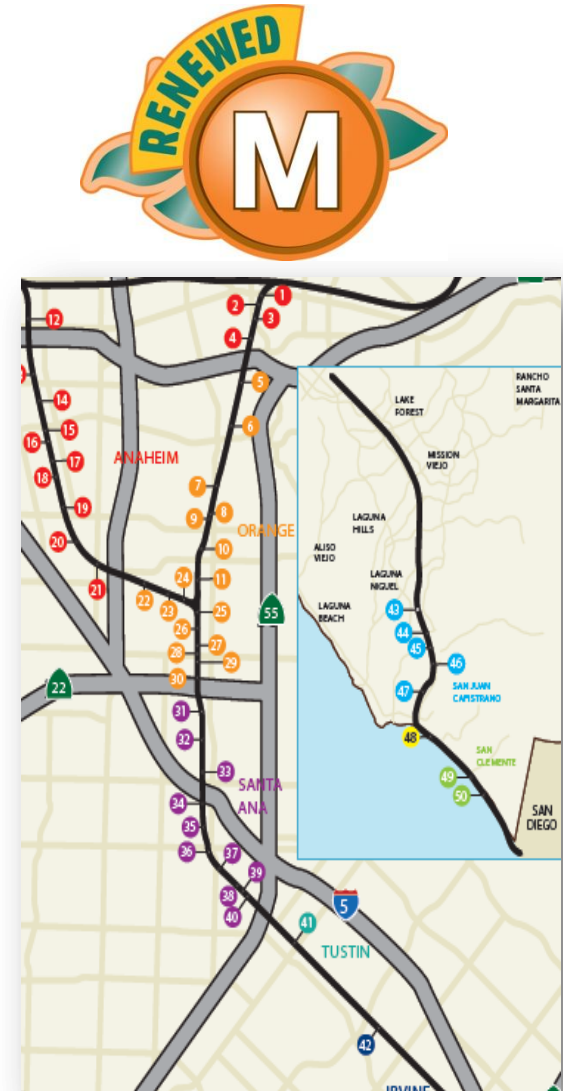 RENEWED
M
1
2
3
12
4
RANCHO
SANTA
MARGARITA
5
LAKE
FOREST
14
6
15
16
ANAHEIM
17
MISSION
VIEJO
18
7
19
8
9
LAGUNA
HILLS
ORANGE
20
10
ALISO
VIEJO
24
11
LAGUNA
NIGUEL
21
22
23
25
55
LAGUNA
BEACH
43
26
44
27
45
28
29
46
30
22
47
SAN JUAN
CAPISTRANO
31
32
48
33
SAN
CLEMENTE
49
SANTA
ANA
50
34
SAN
DIEGO
35
36
37
39
38
5
40
41
TUSTIN
42
IRVINE